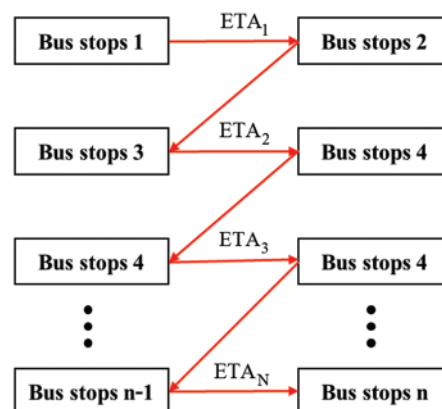 Bus stops 1 ETA1 Bus stops 2
Bus stops 3 ETA2 Bus stops 4
Bus stops 4 ETA3 Bus stops 4
Bus stops n-1 ETAN Bus stops n